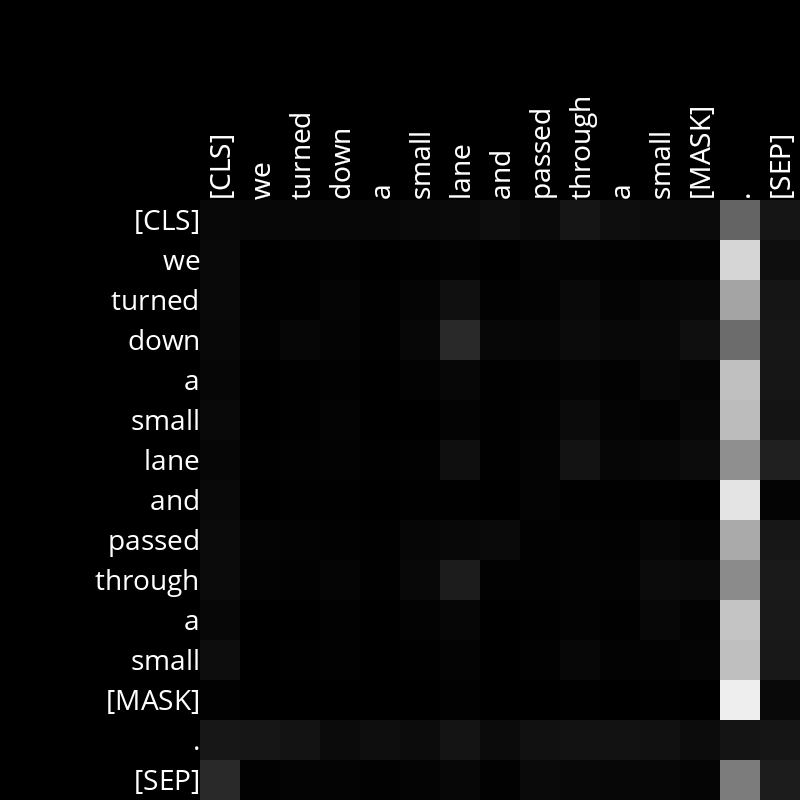 [CLS] we turned down a small lane and passed through a small [MASK] . [SEP]
[CLS]
we
turned
down
a
small
lane
and
passed
through
a
small
[MASK]
.
[SEP]